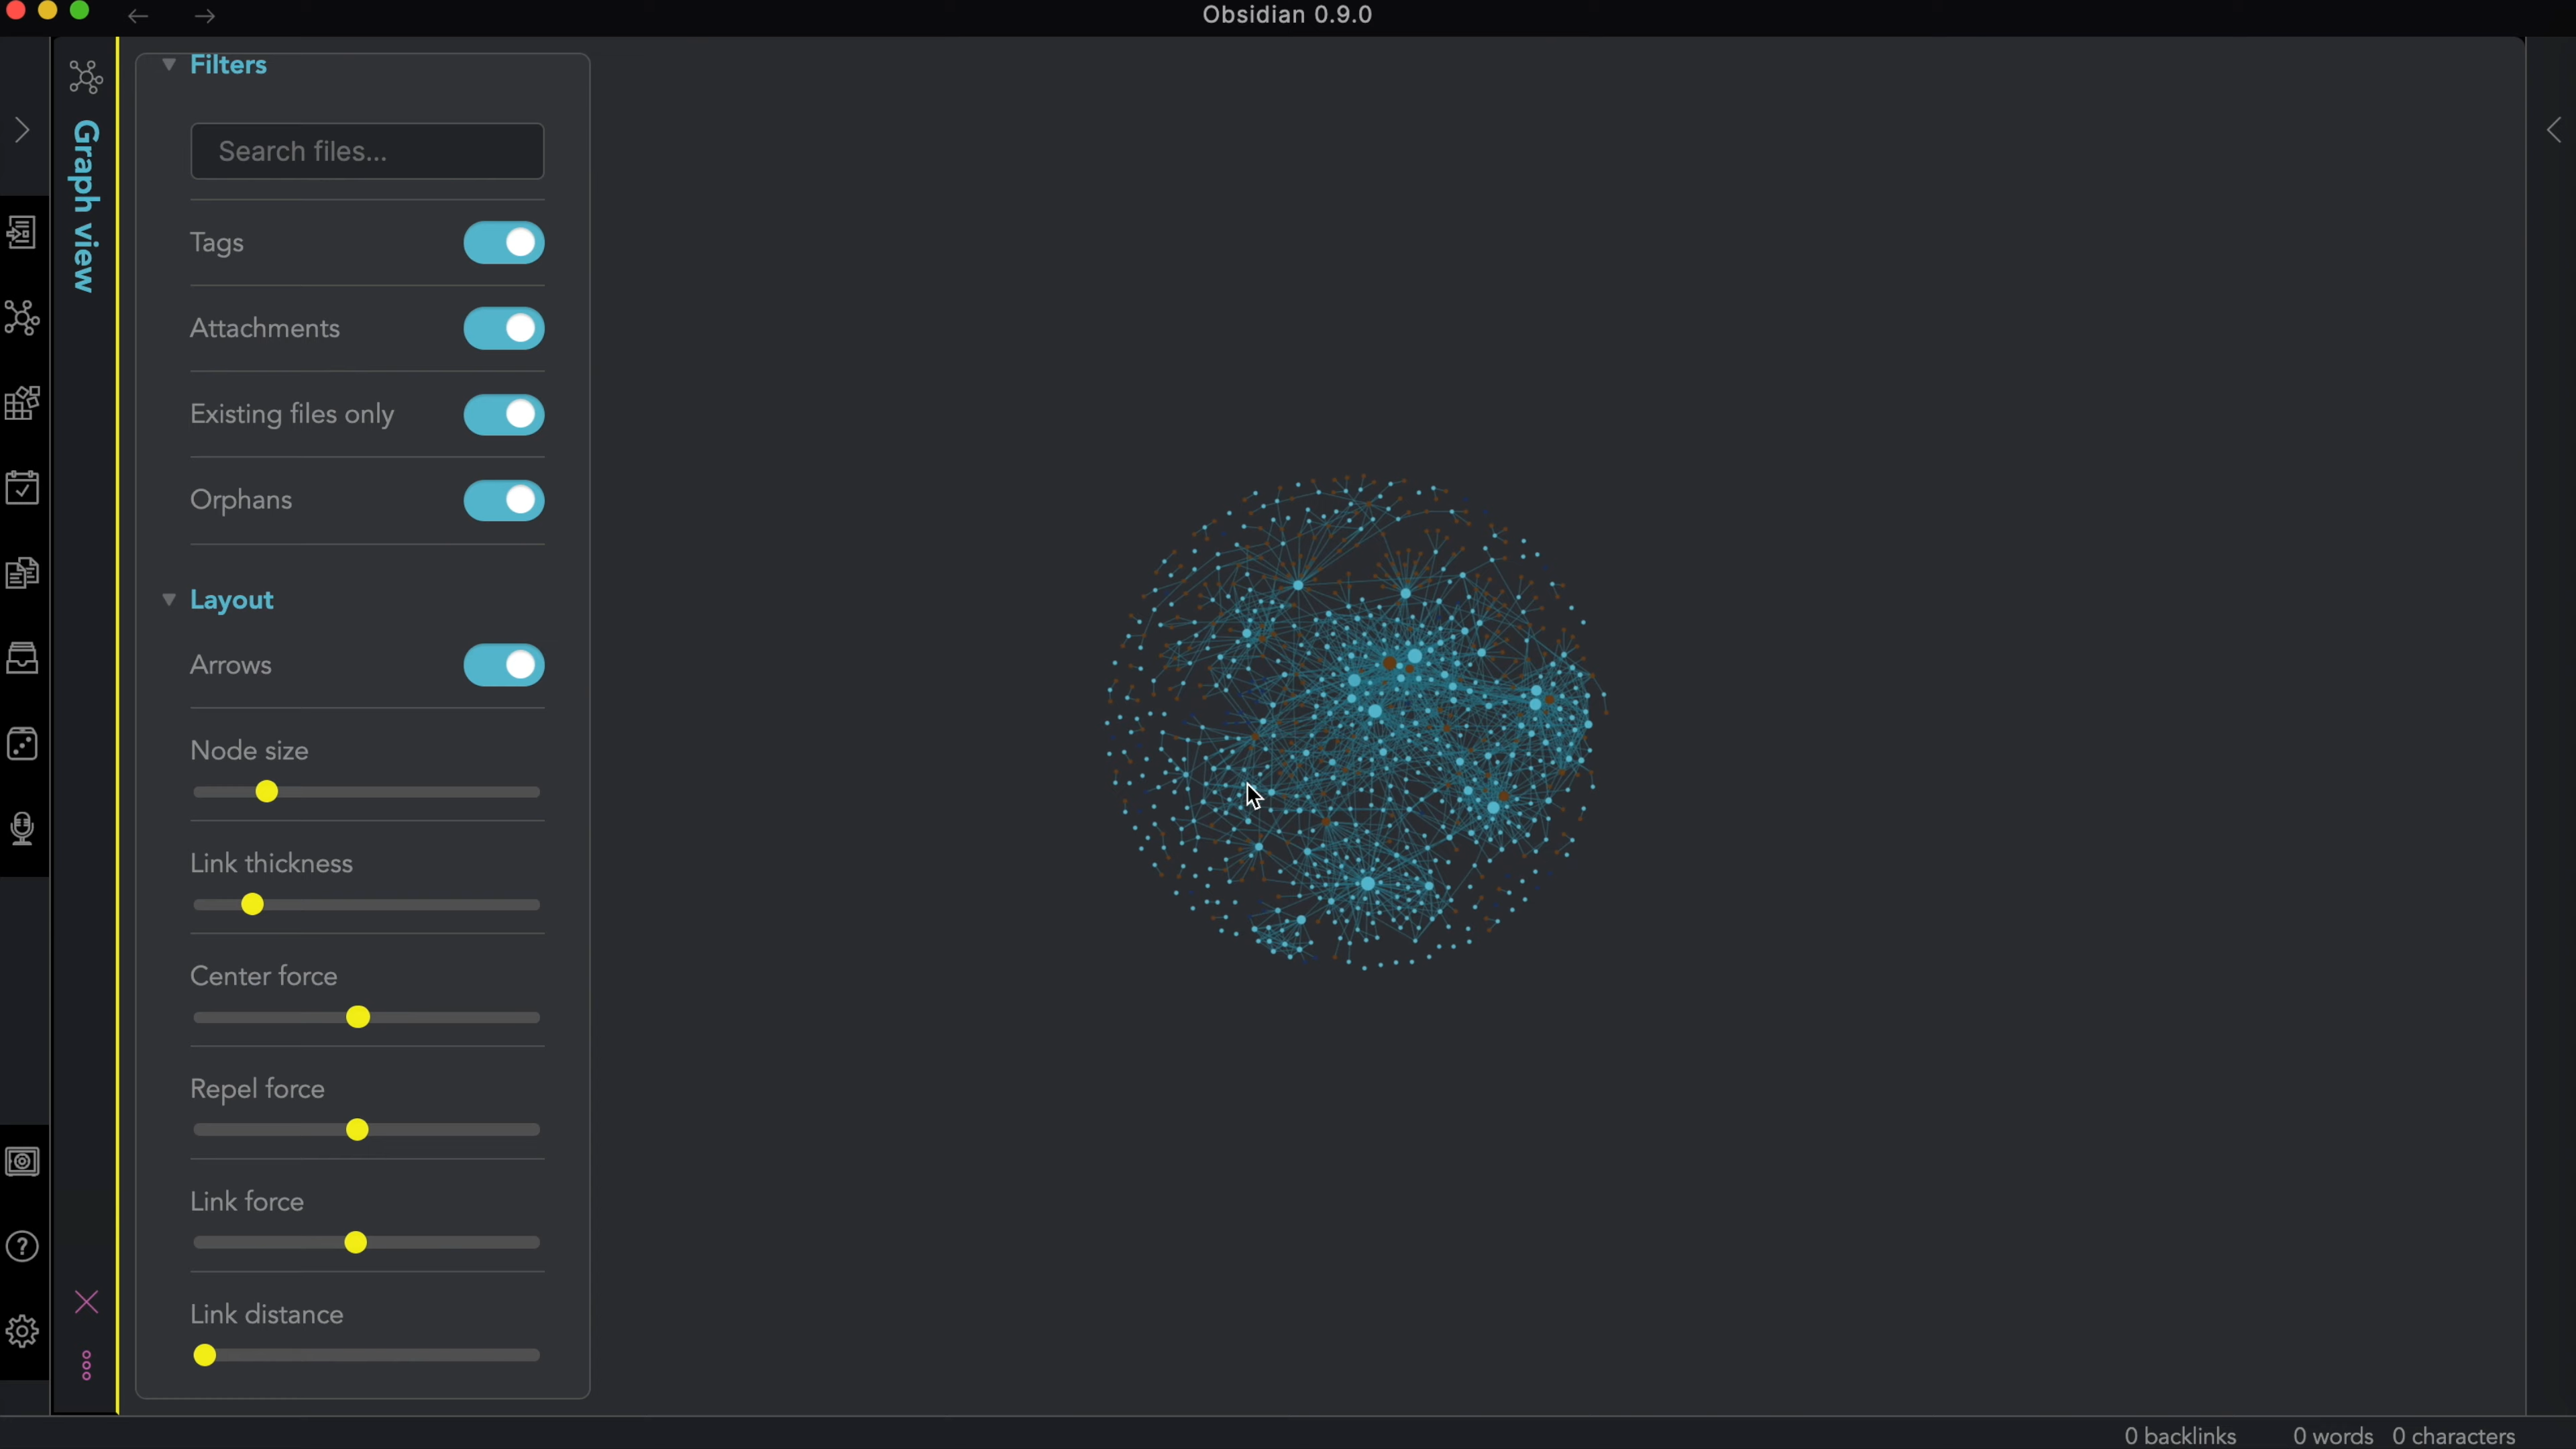 Obsidian 0.9.0
Graph view
Filters
Search files...
Tags
Attachments
Existing files only
Orphans
Layout
Arrows
Node size
Link thickness
Center force
Repel force
Link force
Link distance
0 backlinks 0 words 0 characters